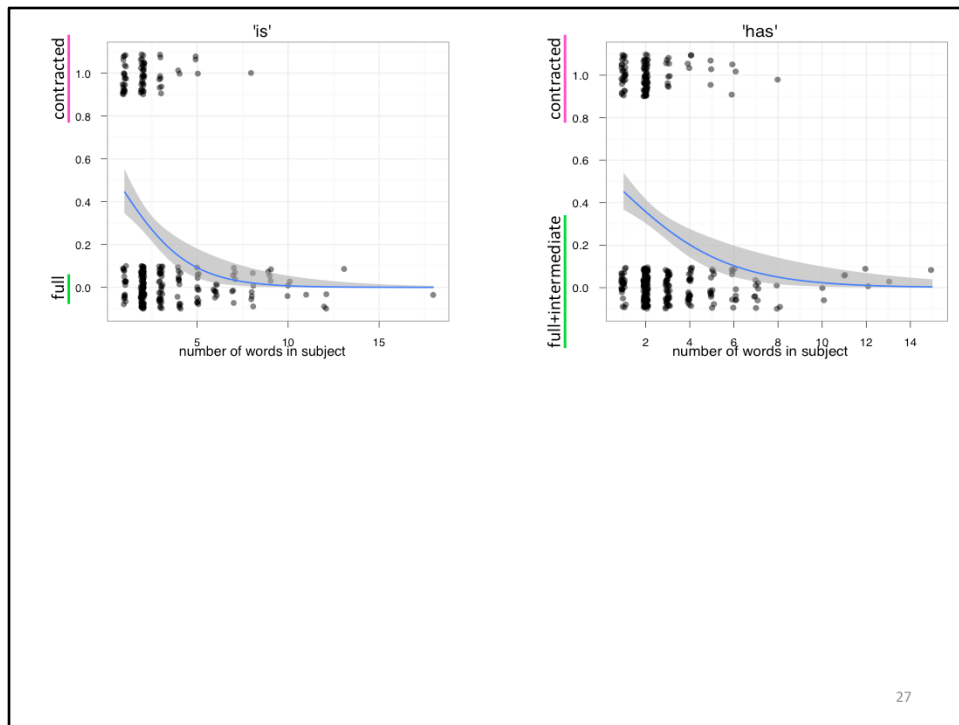 'is'
contracted
1.0
0.8
0.6
0.4
0.2
full
0.0
5
10
15
number of words in subject
'has'
contracted
1.0
0.8
0.6
0.4
0.2
full+intermediate
0.0
2
4
6
8
10
12
14
number of words in subject
27